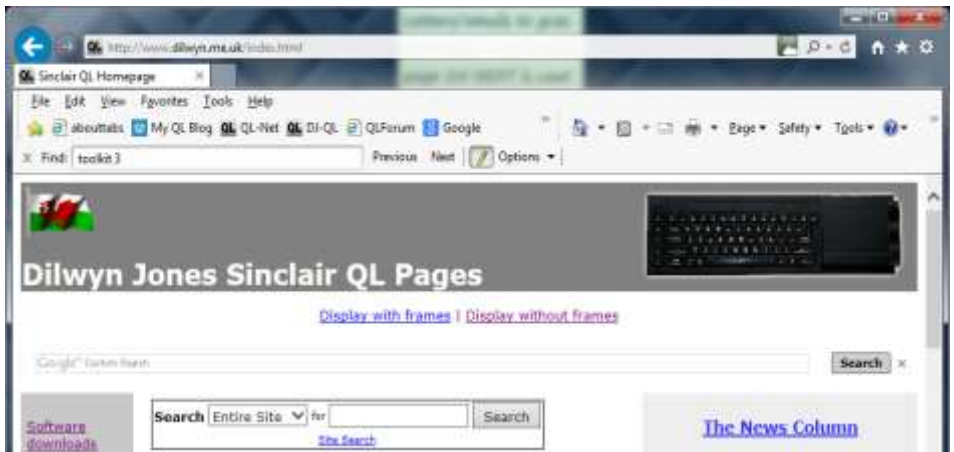 http://www.dilwyn.me.uk/index.html
Sinclair QL Homepage
File Edit View Favorites Tools Help
abouttabs My QL Blog QL-Net DJ-QL QLForum Google Page Safety Tools
X Find: toolkit 3 Previous Next Options
Dilwyn Jones Sinclair QL Pages
Display with frames | Display without frames
Google Custom Search Search ×
Search Entire Site for Search
Site Search
Software
downloads
The News Column